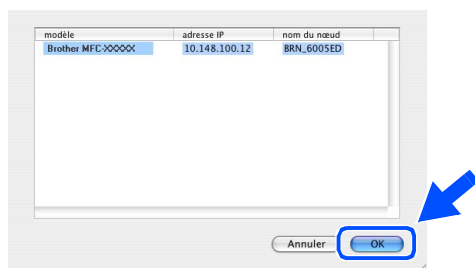 modèle adresse IP nom du nœud
Brother MFC-XXXXX 10.148.100.12 BRN_6005ED
Annuler OK